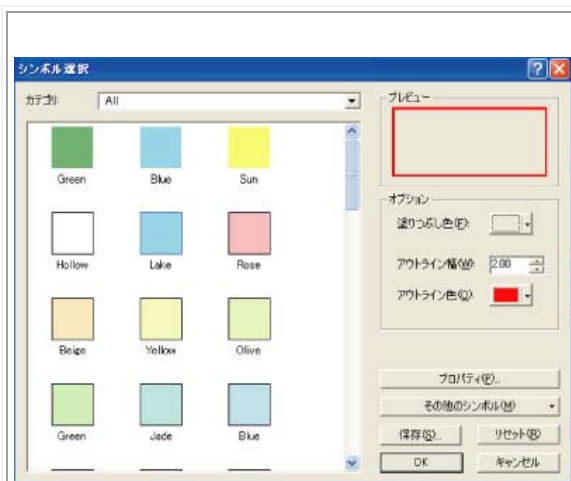 シンボル選択
カテゴリ: All
Green Blue Sun
Hollow Lake Rose
Beige Yellow Olive
Green Jade Blue
プレビュー
オプション
塗りつぶし色(F):
アウトライン幅(W): 2.00
アウトライン色(O):
プロパティ(P)...
その他のシンボル(M)
保存(S)... リセット(R)
OK キャンセル